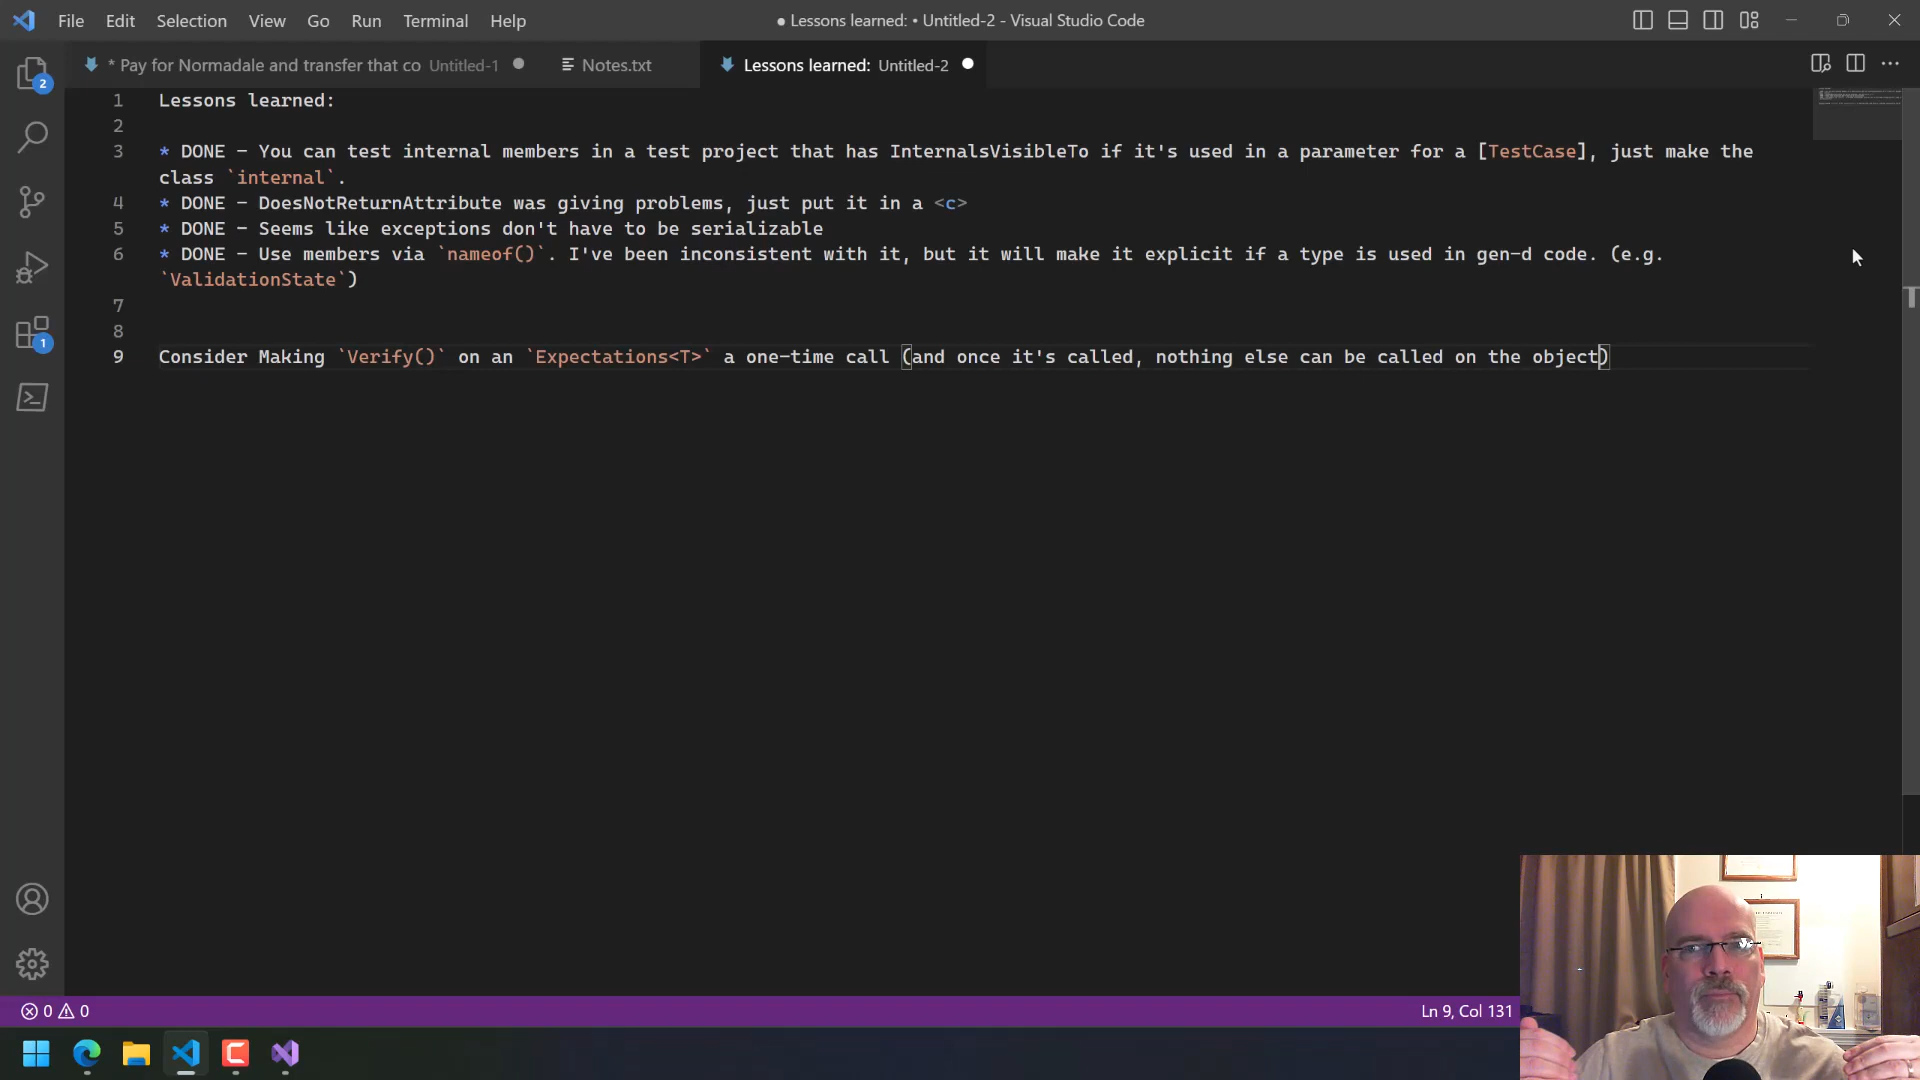 File Edit Selection View Go Run Terminal Help
● Lessons learned: • Untitled-2 - Visual Studio Code
* Pay for Normadale and transfer that co Untitled-1
Notes.txt
Lessons learned: Untitled-2
2
1 Lessons learned:
2
3 * DONE - You can test internal members in a test project that has InternalsVisibleTo if it's used in a parameter for a [TestCase], just make the
class `internal`.
4 * DONE - DoesNotReturnAttribute was giving problems, just put it in a <c>
5 * DONE - Seems like exceptions don't have to be serializable
6 * DONE - Use members via `nameof()`. I've been inconsistent with it, but it will make it explicit if a type is used in gen-d code. (e.g.
`ValidationState`)
7
8
1
9 Consider Making `Verify()` on an `Expectations<T>` a one-time call (and once it's called, nothing else can be called on the object)
0 0
Ln 9, Col 131